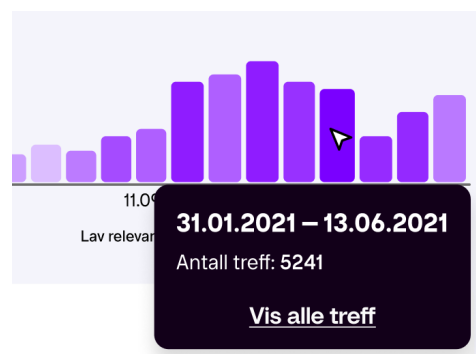 11.09
Lav relevan
31.01.2021 – 13.06.2021
Antall treff: 5241
Vis alle treff